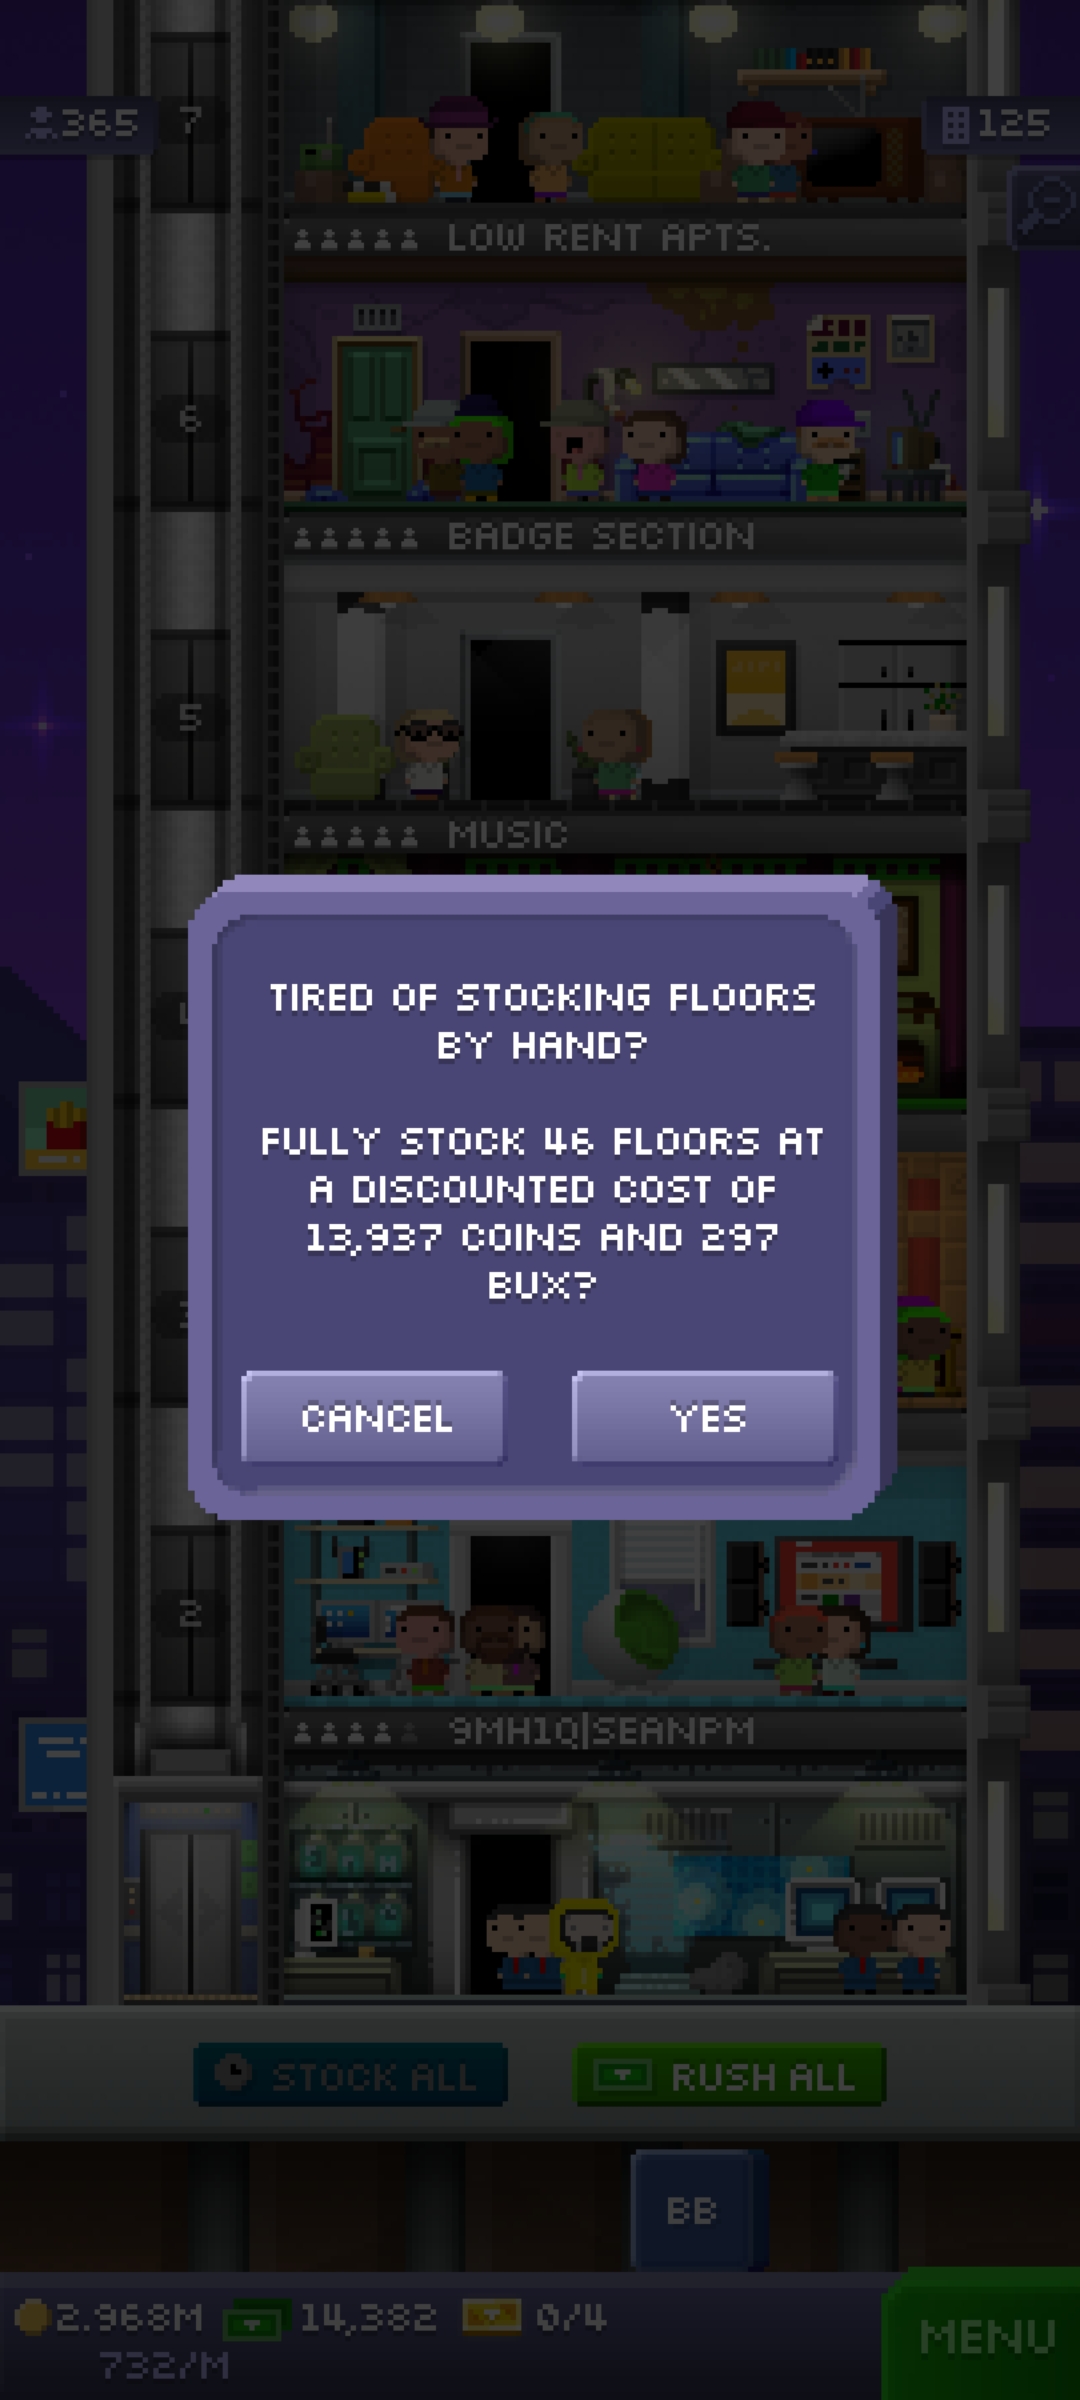 365
7
125
LOW RENT APTS.
6
BADGE SECTION
5
MUSIC
TIRED OF STOCKING FLOORS
BY HAND?
FULLY STOCK 46 FLOORS AT
A DISCOUNTED COST OF
13,937 COINS AND 297
BUX?
CANCEL
YES
2
9MH1Q|SEANPM
STOCK ALL
RUSH ALL
BB
2.968M
14,382
0/4
732/M
MENU